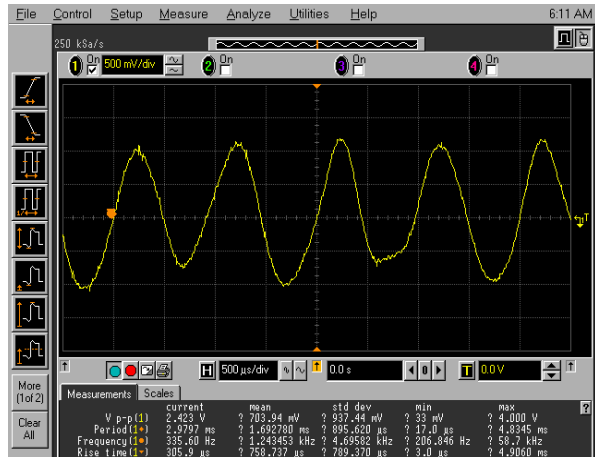 File Control Setup Measure Analyze Utilities Help 6:11 AM
250 kSa/s
1 On 500 mV/div 2 On 3 On 4 On
T
More
(1of 2)
Clear
All
H 500 µs/div 0.0 s 0 T 0.0 V
Measurements Scales ?
current mean std dev min max
V p-p(1) 2.423 V ? 703.94 mV ? 937.44 mV ? 33 mV ? 4.000 V
Period(1) 2.9797 ms ? 1.692780 ms ? 895.620 µs ? 17.0 µs ? 4.8345 ms
Frequency(1) 335.60 Hz ? 1.243453 kHz ? 4.69582 kHz ? 206.846 Hz ? 58.7 kHz
Rise time(1) 305.9 µs ? 758.737 µs ? 789.370 µs ? 3.0 µs ? 4.9060 ms